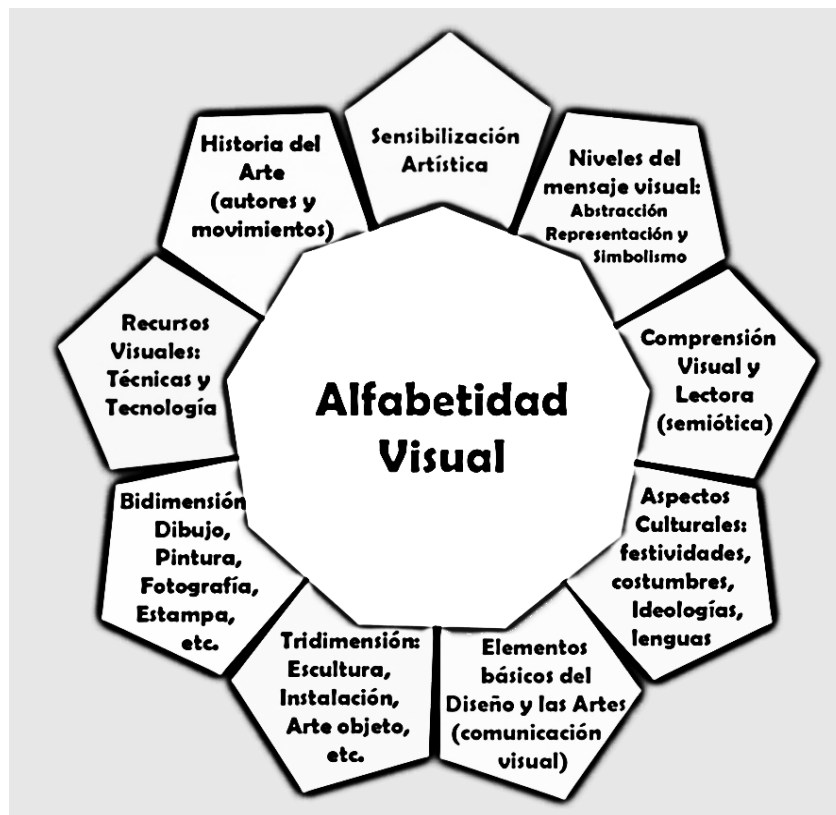 Sensibilización
Artística
Niveles del
mensaje visual:
Abstracción
Representación y
Simbolismo
Comprensión
Visual y
Lectora
(semiótica)
Aspectos
Culturales:
festividades,
costumbres,
Ideologías,
lenguas
Elementos
básicos del
Diseño y las Artes
(comunicación
visual)
Tridimensión:
Escultura,
Instalación,
Arte objeto,
etc.
Bidimensión
Dibujo,
Pintura,
Fotografía,
Estampa,
etc.
Recursos
Visuales:
Técnicas y
Tecnología
Historia del
Arte
(autores y
movimientos)
Alfabetidad
Visual